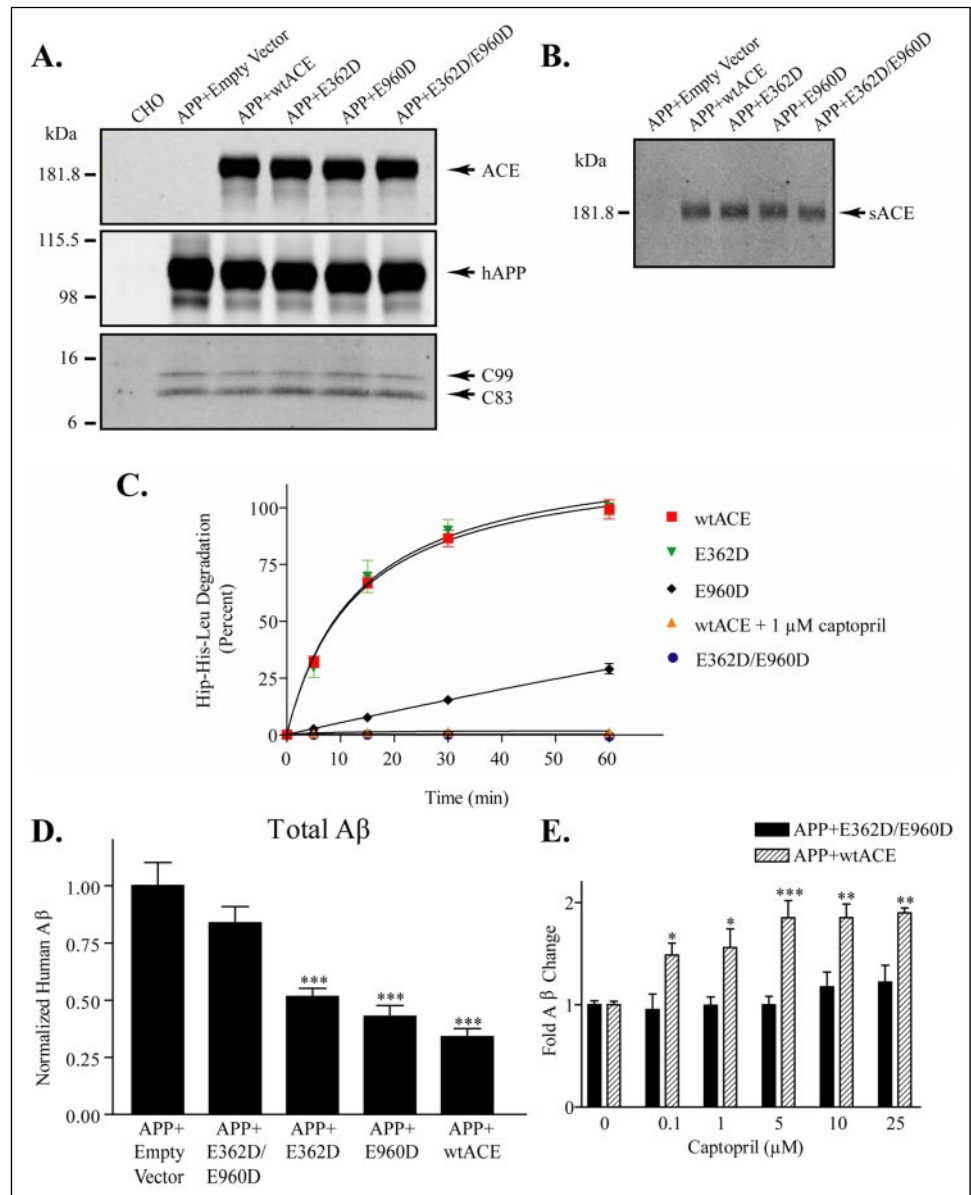 A.
CHO
APP+Empty Vector
APP+wtACE
APP+E362D
APP+E960D
APP+E362D/E960D
kDa
181.8
ACE
115.5
98
hAPP
16
6
C99
C83
B.
APP+Empty Vector
APP+wtACE
APP+E362D
APP+E960D
APP+E362D/E960D
kDa
181.8
sACE
C.
Hip-His-Leu Degradation
(Percent)
100
75
50
25
0
0 10 20 30 40 50 60
Time (min)
wtACE
E362D
E960D
wtACE + 1 µM captopril
E362D/E960D
D.
Total Aβ
Normalized Human Aβ
1.00
0.75
0.50
0.25
0.00
***
***
***
APP+ Empty Vector
APP+ E362D/ E960D
APP+ E362D
APP+ E960D
APP+ wtACE
E.
APP+E362D/E960D
APP+wtACE
Fold A β Change
2
1
0
*
*
***
**
**
0 0.1 1 5 10 25
Captopril (µM)